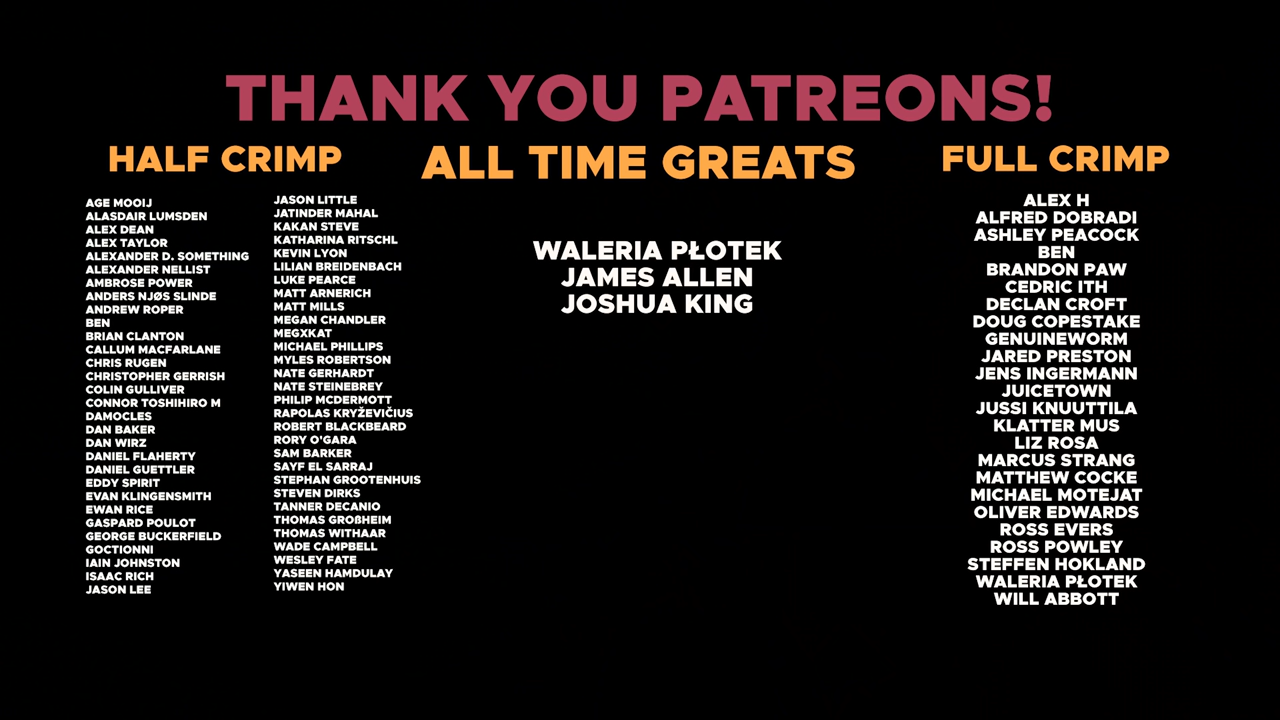 THANK YOU PATREONS!
HALF CRIMP
AGE MOOIJ
ALASDAIR LUMSDEN
ALEX DEAN
ALEX TAYLOR
ALEXANDER D. SOMETHING
ALEXANDER NELLIST
AMBROSE POWER
ANDERS NJØS SLINDE
ANDREW ROPER
BEN
BRIAN CLANTON
CALLUM MACFARLANE
CHRIS RUGEN
CHRISTOPHER GERRISH
COLIN GULLIVER
CONNOR TOSHIHIRO M
DAMOCLES
DAN BAKER
DAN WIRZ
DANIEL FLAHERTY
DANIEL GUETTLER
EDDY SPIRIT
EVAN KLINGENSMITH
EWAN RICE
GASPARD POULOT
GEORGE BUCKERFIELD
GOCTIONNI
IAIN JOHNSTON
ISAAC RICH
JASON LEE
JASON LITTLE
JATINDER MAHAL
KAKAN STEVE
KATHARINA RITSCHL
KEVIN LYON
LILIAN BREIDENBACH
LUKE PEARCE
MATT ARNERICH
MATT MILLS
MEGAN CHANDLER
MEGXKAT
MICHAEL PHILLIPS
MYLES ROBERTSON
NATE GERHARDT
NATE STEINEBREY
PHILIP MCDERMOTT
RAPOLAS KRYŽEVIČIUS
ROBERT BLACKBEARD
RORY O'GARA
SAM BARKER
SAYF EL SARRAJ
STEPHAN GROOTENHUIS
STEVEN DIRKS
TANNER DECANIO
THOMAS GROßHEIM
THOMAS WITHAAR
WADE CAMPBELL
WESLEY FATE
YASEEN HAMDULAY
YIWEN HON
ALL TIME GREATS
WALERIA PŁOTEK
JAMES ALLEN
JOSHUA KING
FULL CRIMP
ALEX H
ALFRED DOBRADI
ASHLEY PEACOCK
BEN
BRANDON PAW
CEDRIC ITH
DECLAN CROFT
DOUG COPESTAKE
GENUINEWORM
JARED PRESTON
JENS INGERMANN
JUICETOWN
JUSSI KNUUTTILA
KLATTER MUS
LIZ ROSA
MARCUS STRANG
MATTHEW COCKE
MICHAEL MOTEJAT
OLIVER EDWARDS
ROSS EVERS
ROSS POWLEY
STEFFEN HOKLAND
WALERIA PŁOTEK
WILL ABBOTT